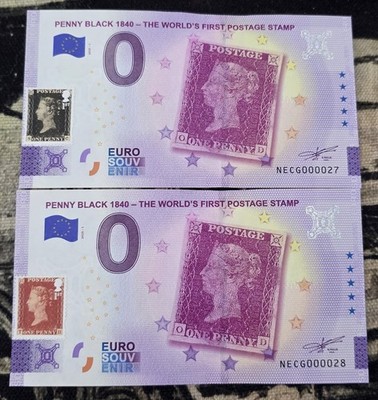 PENNY BLACK 1840 – THE WORLD'S FIRST POSTAGE STAMP
0
POSTAGE
O D
ONE PENNY
EURO
SOUV
ENIR
NECG000027
PENNY BLACK 1840 – THE WORLD'S FIRST POSTAGE STAMP
0
POSTAGE
O D
ONE PENNY
EURO
SOUV
ENIR
NECG000028